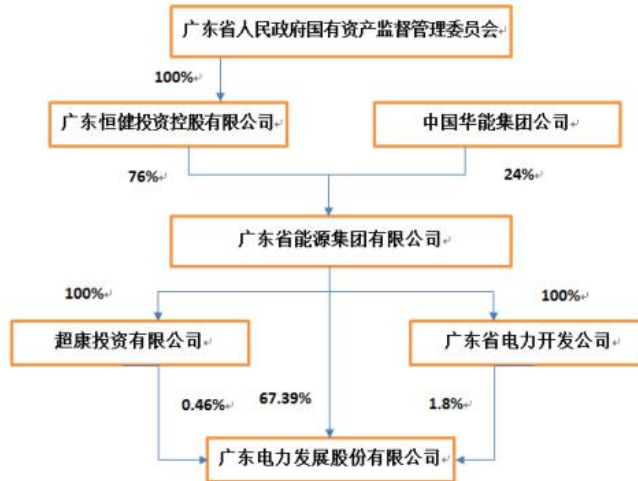 广东省人民政府国有资产监督管理委员会
100%
广东恒健投资控股有限公司
中国华能集团公司
76%
24%
广东省能源集团有限公司
100%
100%
超康投资有限公司
广东省电力开发公司
0.46%
67.39%
1.8%
广东电力发展股份有限公司